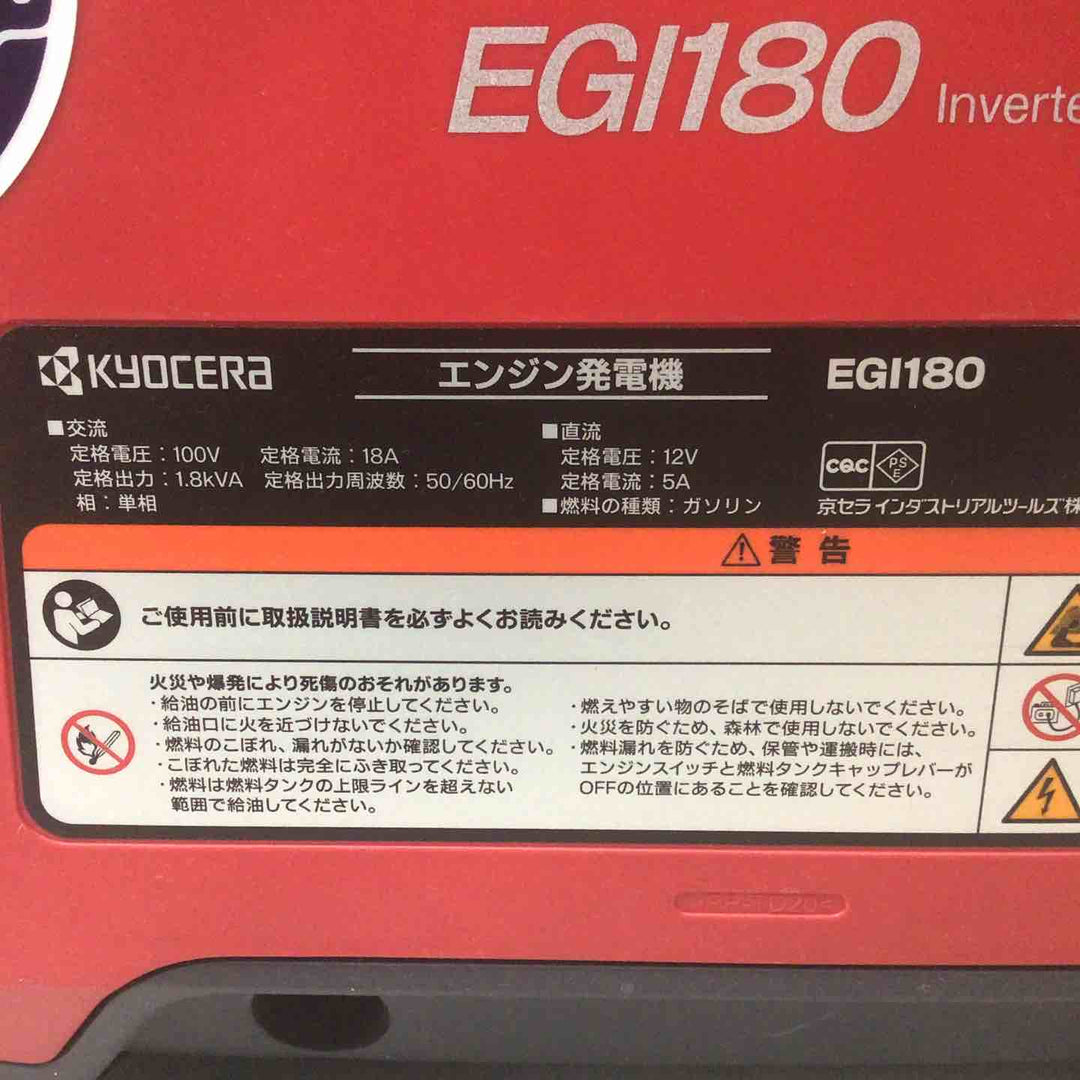 EGI180 Inverte
KYOCERA エンジン発電機 EGI180
■交流
定格電圧：100V 定格電流：18A
定格出力：1.8kVA 定格出力周波数：50/60Hz
相：単相
■直流
定格電圧：12V
定格電流：5A
■燃料の種類：ガソリン
CQC PSE
京セラ インダストリアルツールズ株
警告
ご使用前に取扱説明書を必ずよくお読みください。
火災や爆発により死傷のおそれがあります。
・給油の前にエンジンを停止してください。
・給油口に火を近づけないでください。
・燃料のこぼれ、漏れがないか確認してください。
・こぼれた燃料は完全にふき取ってください。
・燃料は燃料タンクの上限ラインを超えない
範囲で給油してください。
・燃えやすい物のそばで使用しないでください。
・火災を防ぐため、森林で使用しないでください。
・燃料漏れを防ぐため、保管や運搬時には、
エンジンスイッチと燃料タンクキャップレバーが
OFFの位置にあることを確認してください。